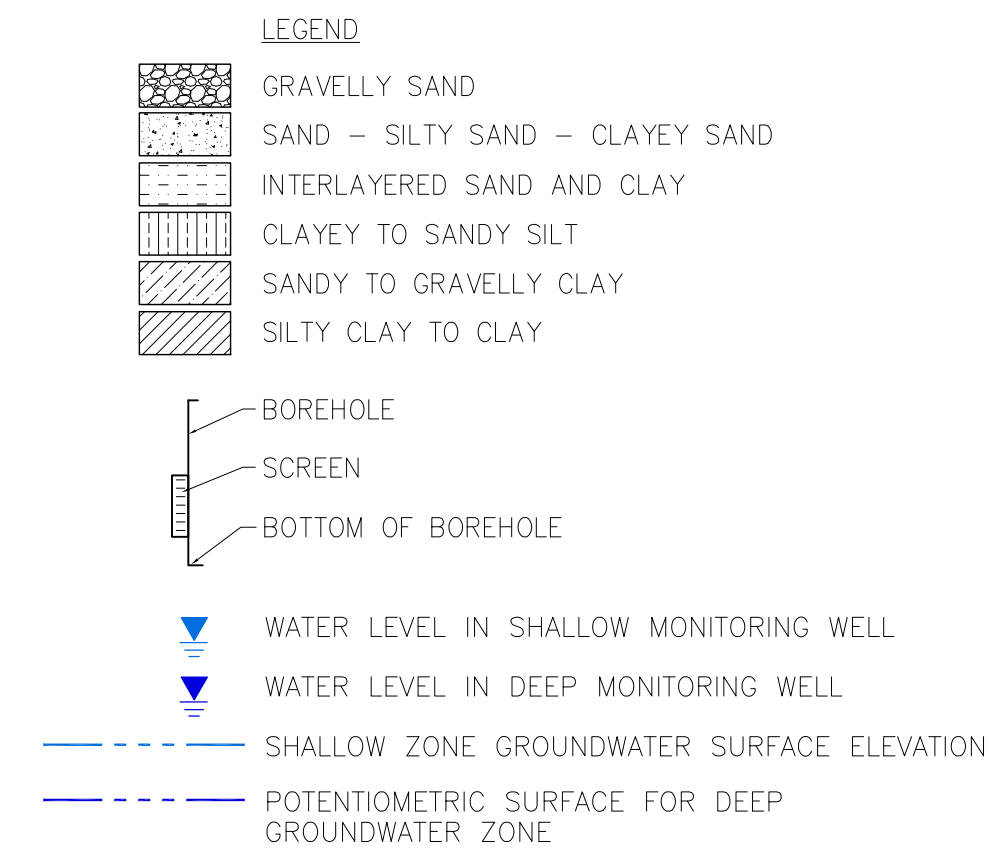 LEGEND
GRAVELLY SAND
SAND – SILTY SAND – CLAYEY SAND
INTERLAYERED SAND AND CLAY
CLAYEY TO SANDY SILT
SANDY TO GRAVELLY CLAY
SILTY CLAY TO CLAY
BOREHOLE
SCREEN
BOTTOM OF BOREHOLE
WATER LEVEL IN SHALLOW MONITORING WELL
WATER LEVEL IN DEEP MONITORING WELL
SHALLOW ZONE GROUNDWATER SURFACE ELEVATION
POTENTIOMETRIC SURFACE FOR DEEP
GROUNDWATER ZONE